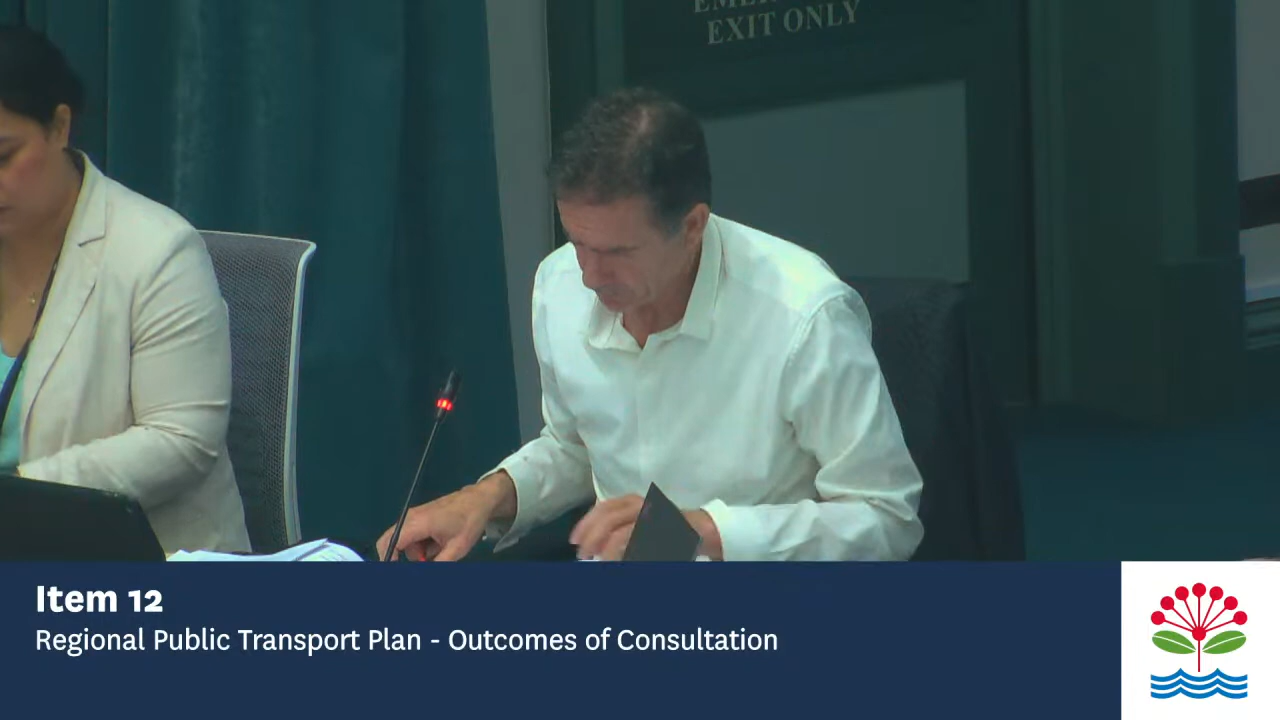 EXIT ONLY
Item 12
Regional Public Transport Plan - Outcomes of Consultation